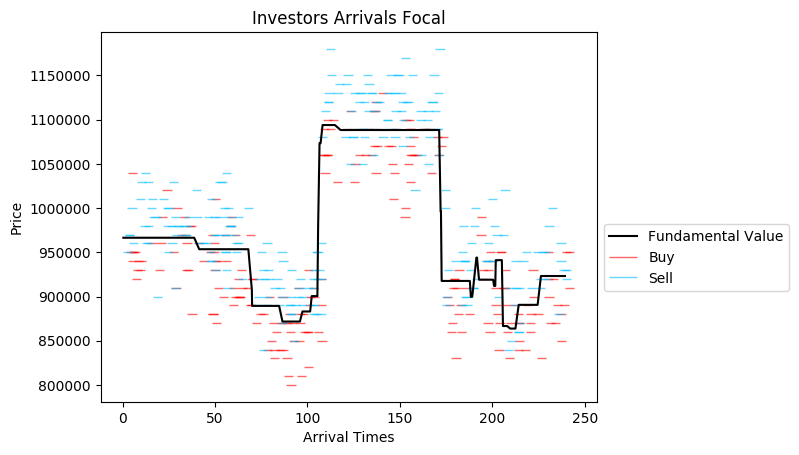 Investors Arrivals Focal
Price
1150000
1100000
1050000
1000000
950000
900000
850000
800000
0
50
100
150
200
250
Arrival Times
Fundamental Value
Buy
Sell